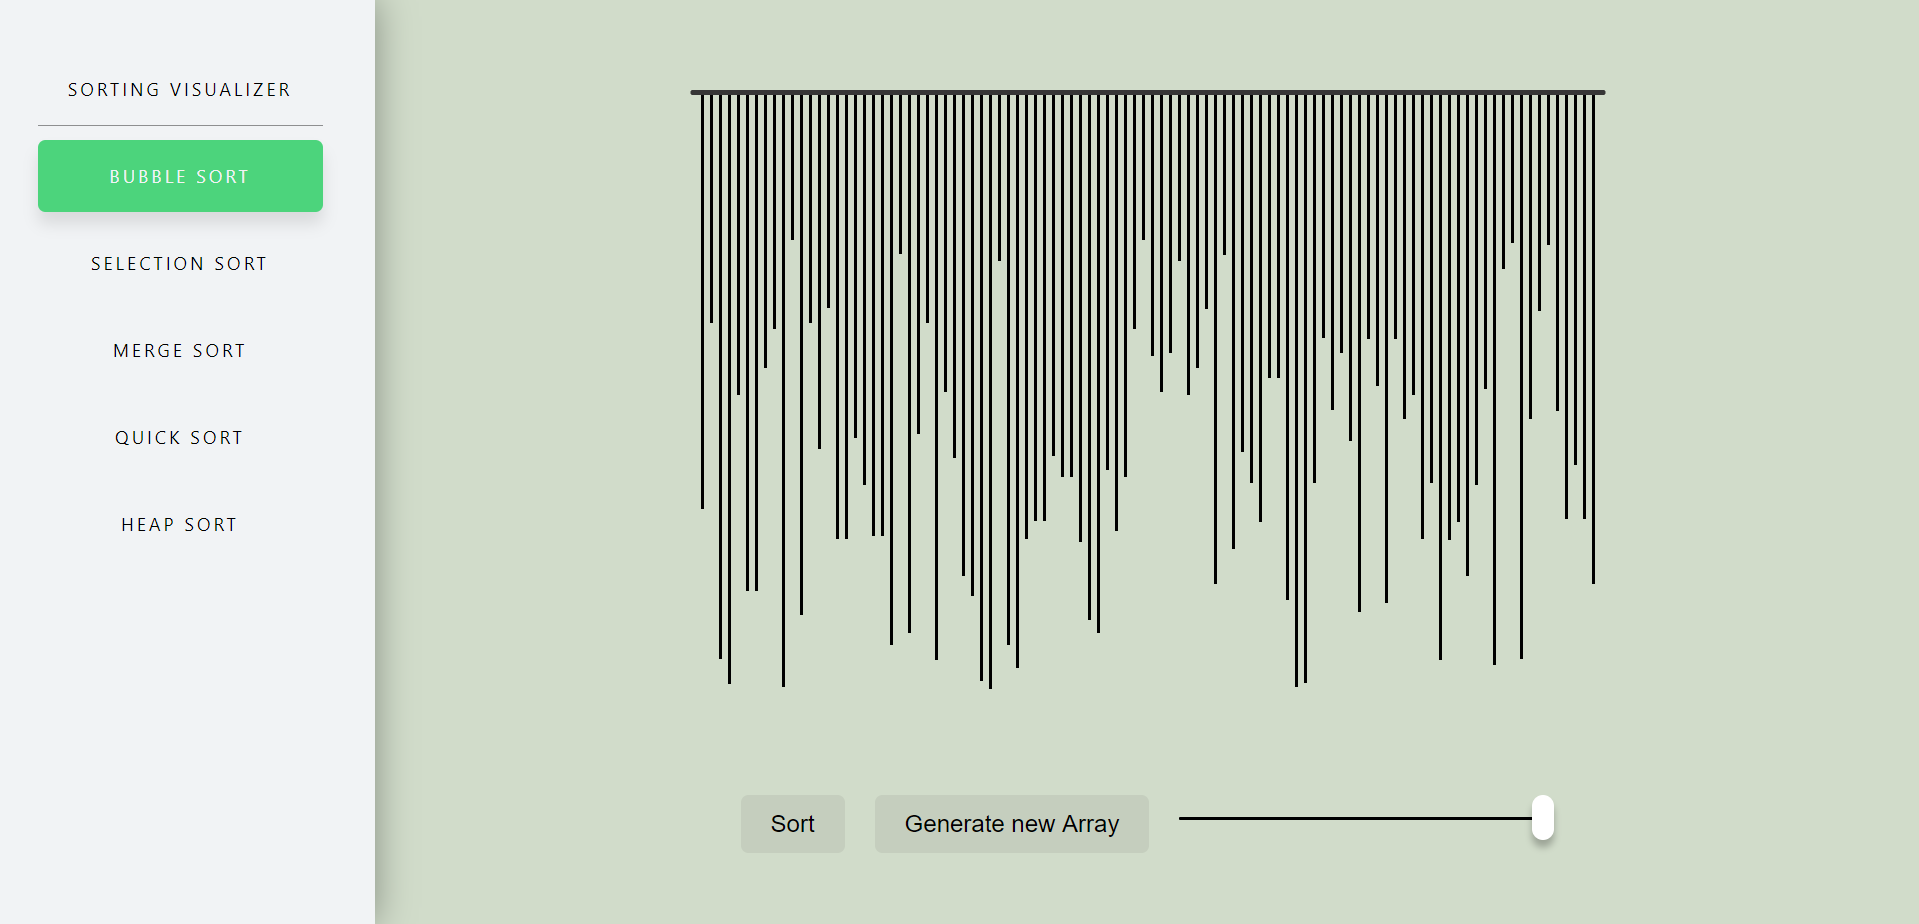 SORTING VISUALIZER
BUBBLE SORT
SELECTION SORT
MERGE SORT
QUICK SORT
HEAP SORT
Sort
Generate new Array